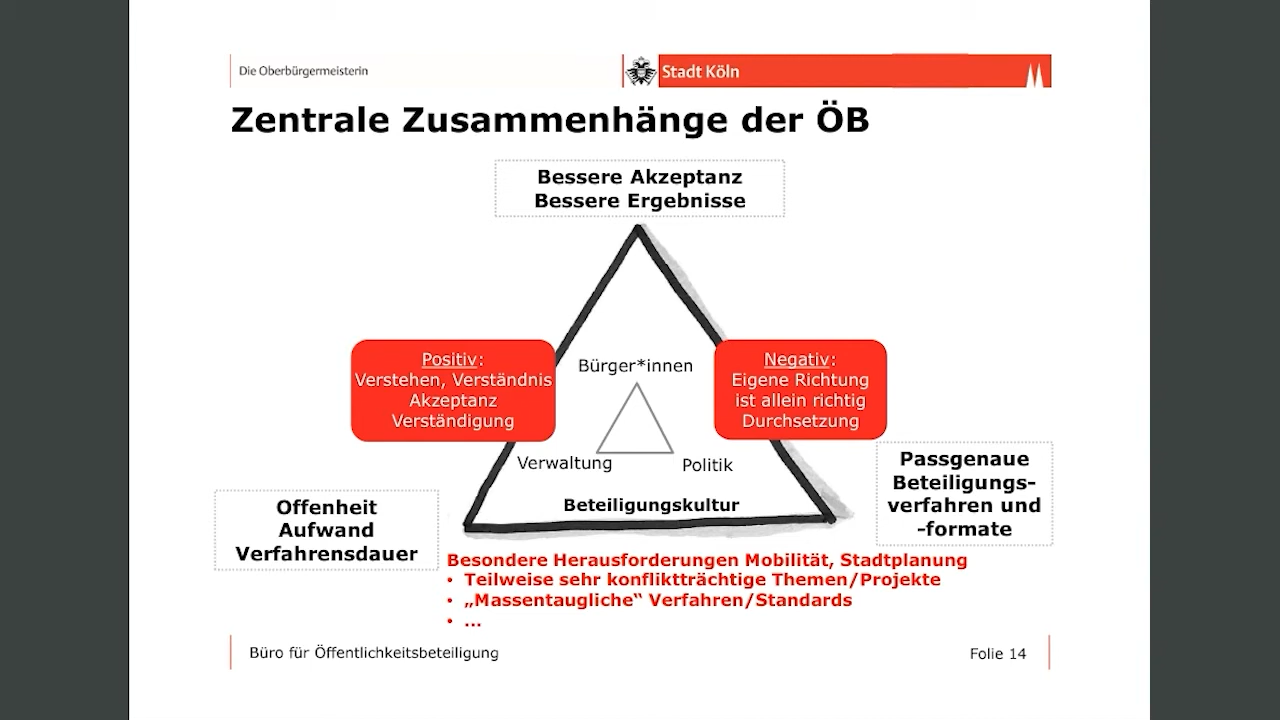 Die Oberbürgermeisterin
Stadt Köln
Zentrale Zusammenhänge der ÖB
Bessere Akzeptanz
Bessere Ergebnisse
Positiv:
Verstehen, Verständnis
Akzeptanz
Verständigung
Bürger*innen
Negativ:
Eigene Richtung
ist allein richtig
Durchsetzung
Verwaltung
Politik
Beteiligungskultur
Offenheit
Aufwand
Verfahrensdauer
Passgenaue
Beteiligungs-
verfahren und
-formate
Besondere Herausforderungen Mobilität, Stadtplanung
• Teilweise sehr konfliktträchtige Themen/Projekte
• „Massentaugliche“ Verfahren/Standards
• ...
Büro für Öffentlichkeitsbeteiligung
Folie 14